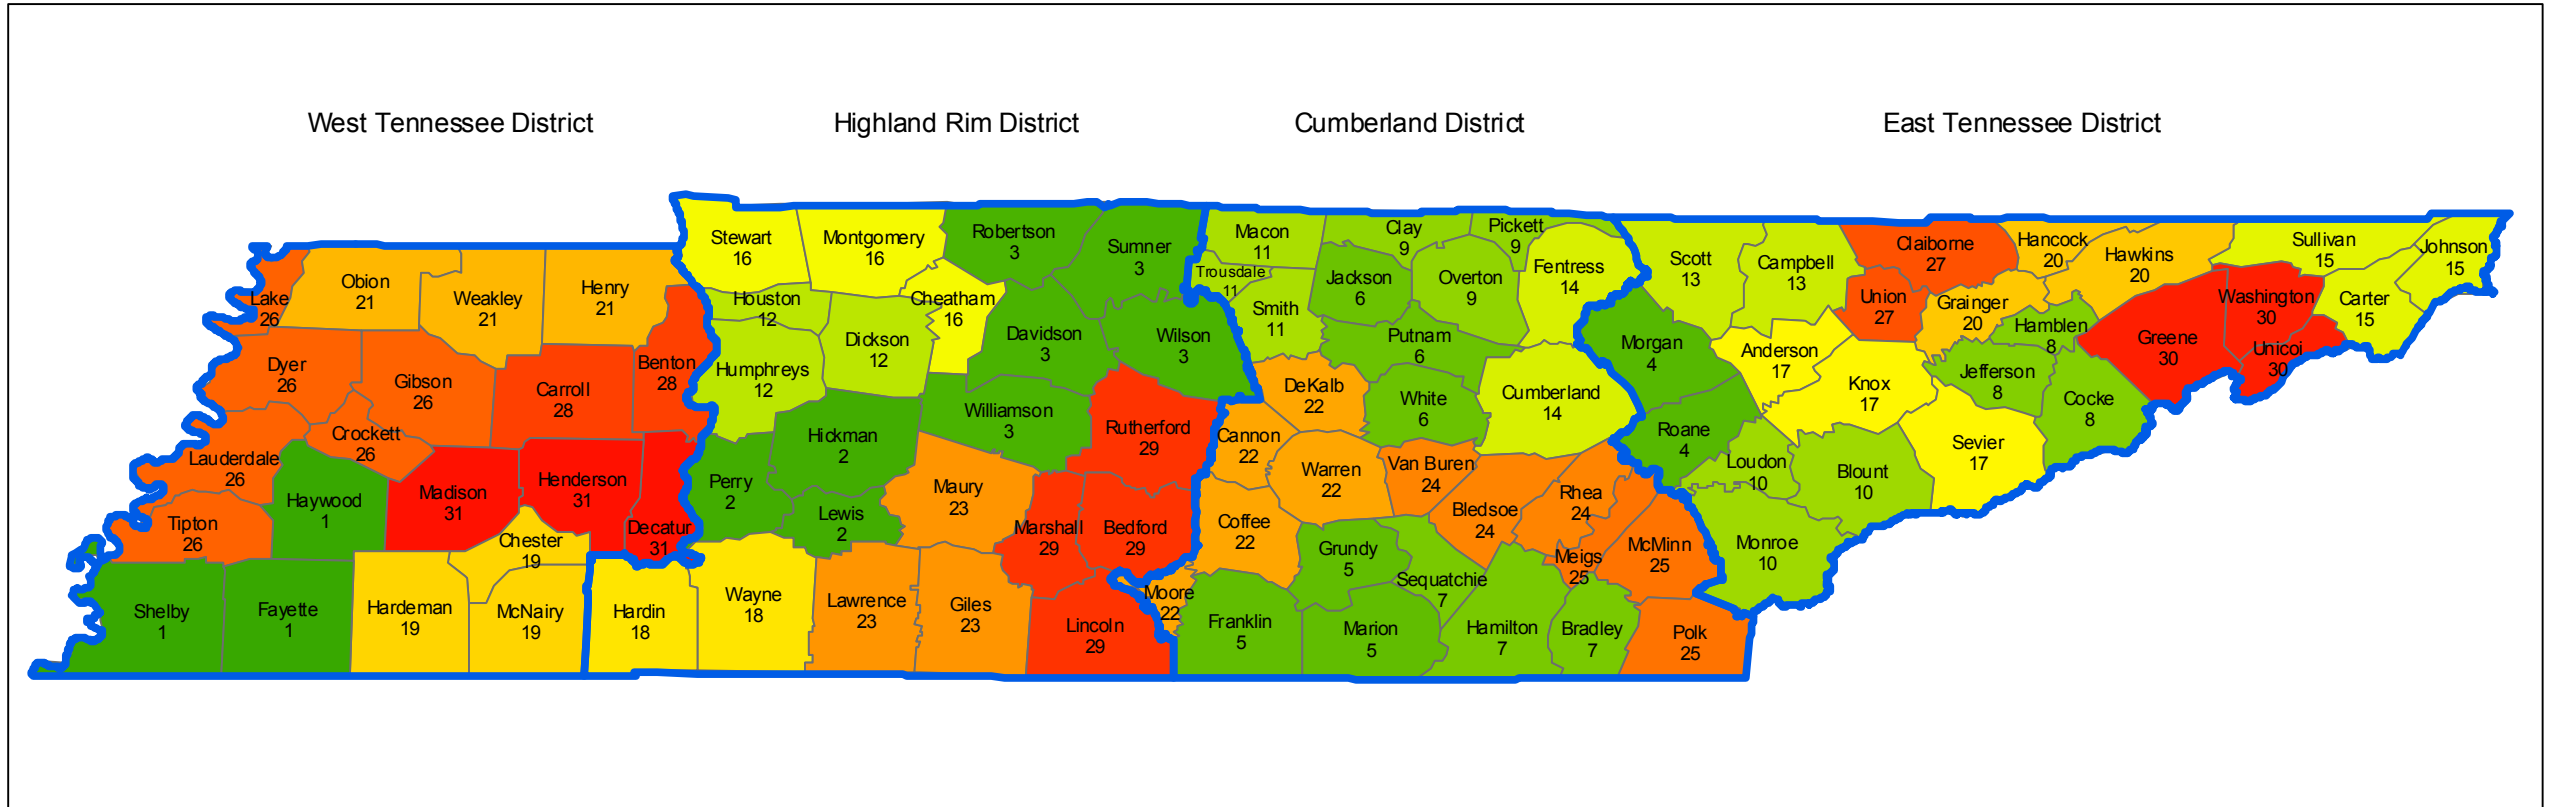 West Tennessee District
Highland Rim District
Cumberland District
East Tennessee District
Lake
26
Obion
21
Weakley
21
Henry
21
Dyer
26
Gibson
26
Carroll
28
Benton
28
Lauderdale
26
Crockett
26
Haywood
1
Madison
31
Henderson
31
Decatur
31
Tipton
26
Chester
19
Shelby
1
Fayette
1
Hardeman
19
McNairy
19
Stewart
16
Montgomery
16
Robertson
3
Sumner
3
Houston
12
Dickson
12
Cheatham
16
Davidson
3
Wilson
3
Humphreys
12
Williamson
3
Rutherford
29
Hickman
2
Perry
2
Lewis
2
Maury
23
Marshall
29
Bedford
29
Hardin
18
Wayne
18
Lawrence
23
Giles
23
Lincoln
29
Macon
11
Clay
9
Pickett
9
Trousdale
11
Smith
11
Jackson
6
Overton
9
Fentress
14
Putnam
6
DeKalb
22
White
6
Cumberland
14
Cannon
22
Warren
22
Van Buren
24
Bledsoe
24
Rhea
24
Coffee
22
Grundy
5
Sequatchie
7
Meigs
25
McMinn
25
Moore
22
Franklin
5
Marion
5
Hamilton
7
Bradley
7
Polk
25
Scott
13
Campbell
13
Claiborne
27
Hancock
20
Hawkins
20
Sullivan
15
Johnson
15
Union
27
Grainger
20
Hamblen
8
Greene
30
Washington
30
Unicoi
30
Carter
15
Morgan
4
Anderson
17
Knox
17
Jefferson
8
Cocke
8
Roane
4
Loudon
10
Blount
10
Sevier
17
Monroe
10